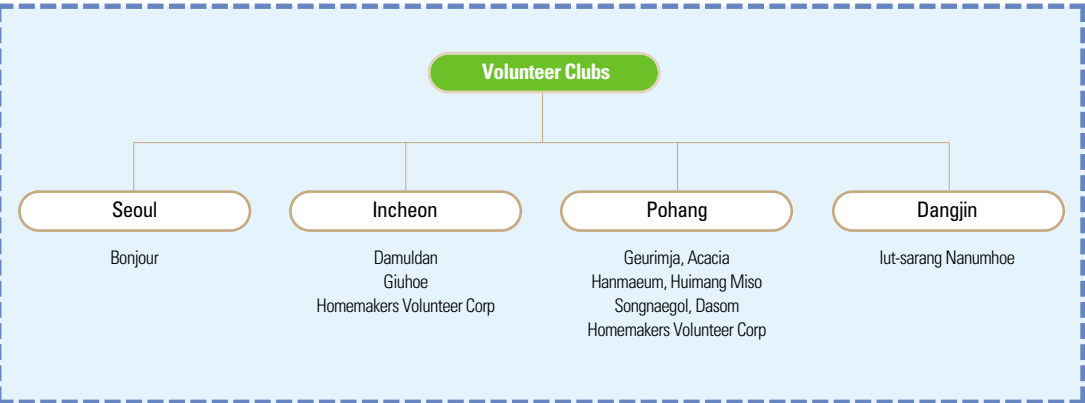 Volunteer Clubs
Seoul
Bonjour
Incheon
Damuldan
Giuhoe
Homemakers Volunteer Corp
Pohang
Geurimja, Acacia
Hanmaeum, Huimang Miso
Songnaegol, Dasom
Homemakers Volunteer Corp
Dangjin
Iut-sarang Nanumhoe